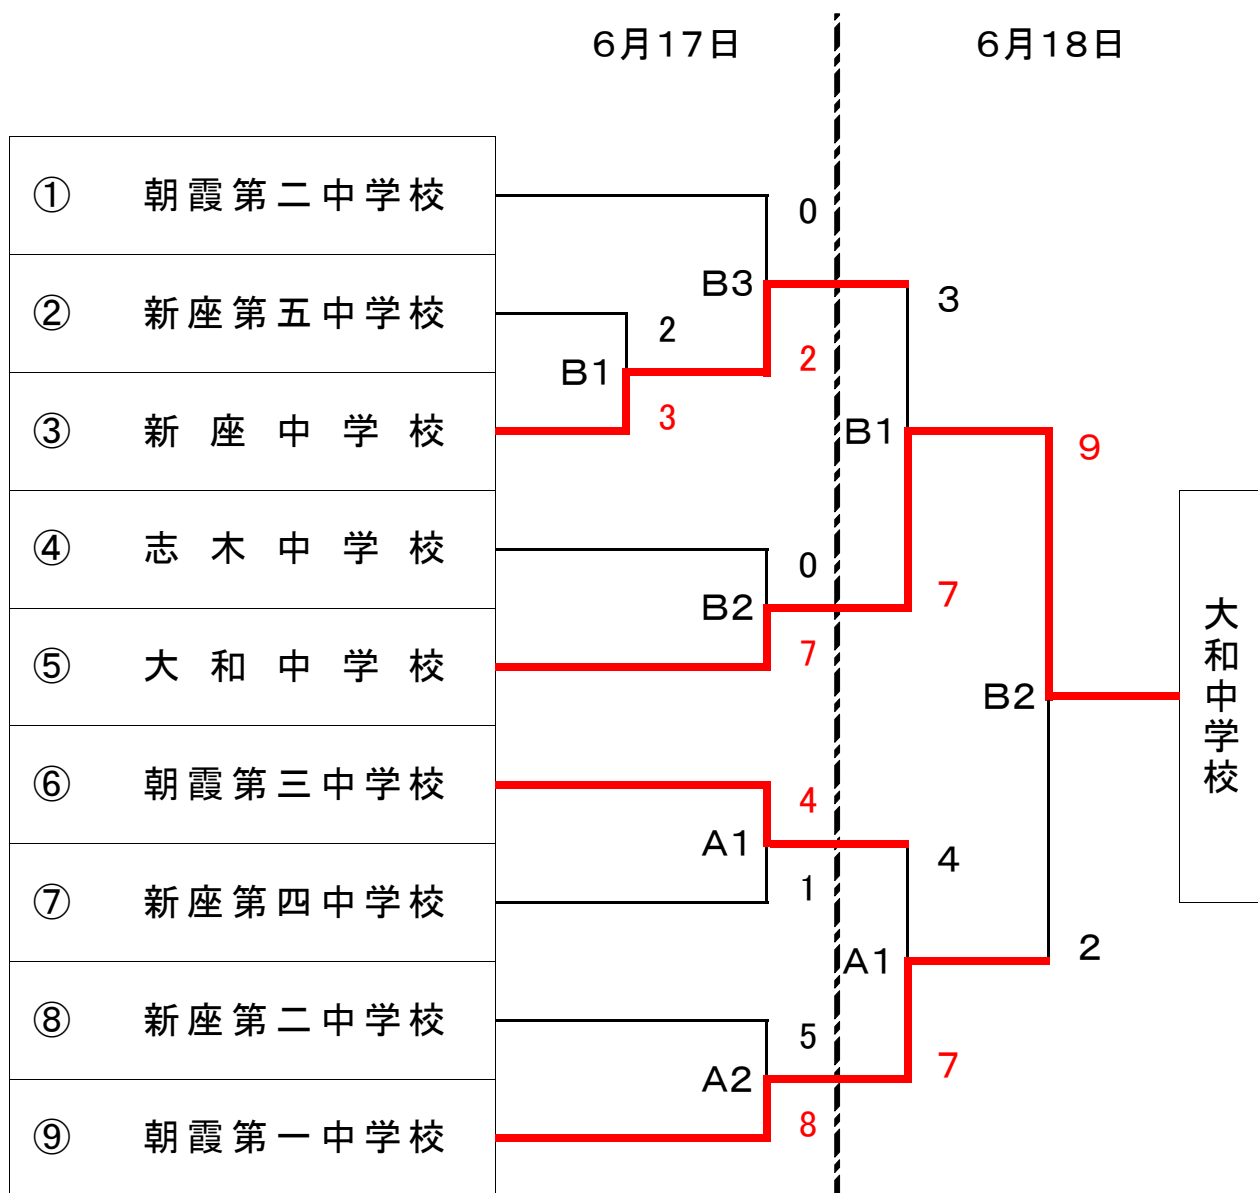 ６月１７日
６月１８日
① 朝霞第二中学校
0
B3
3
② 新座第五中学校
2
B1
2
③ 新座中学校
3
B1
9
④ 志木中学校
0
B2
7
⑤ 大和中学校
7
B2
大和中学校
⑥ 朝霞第三中学校
4
A1
4
⑦ 新座第四中学校
1
2
A1
⑧ 新座第二中学校
5
A2
7
⑨ 朝霞第一中学校
8